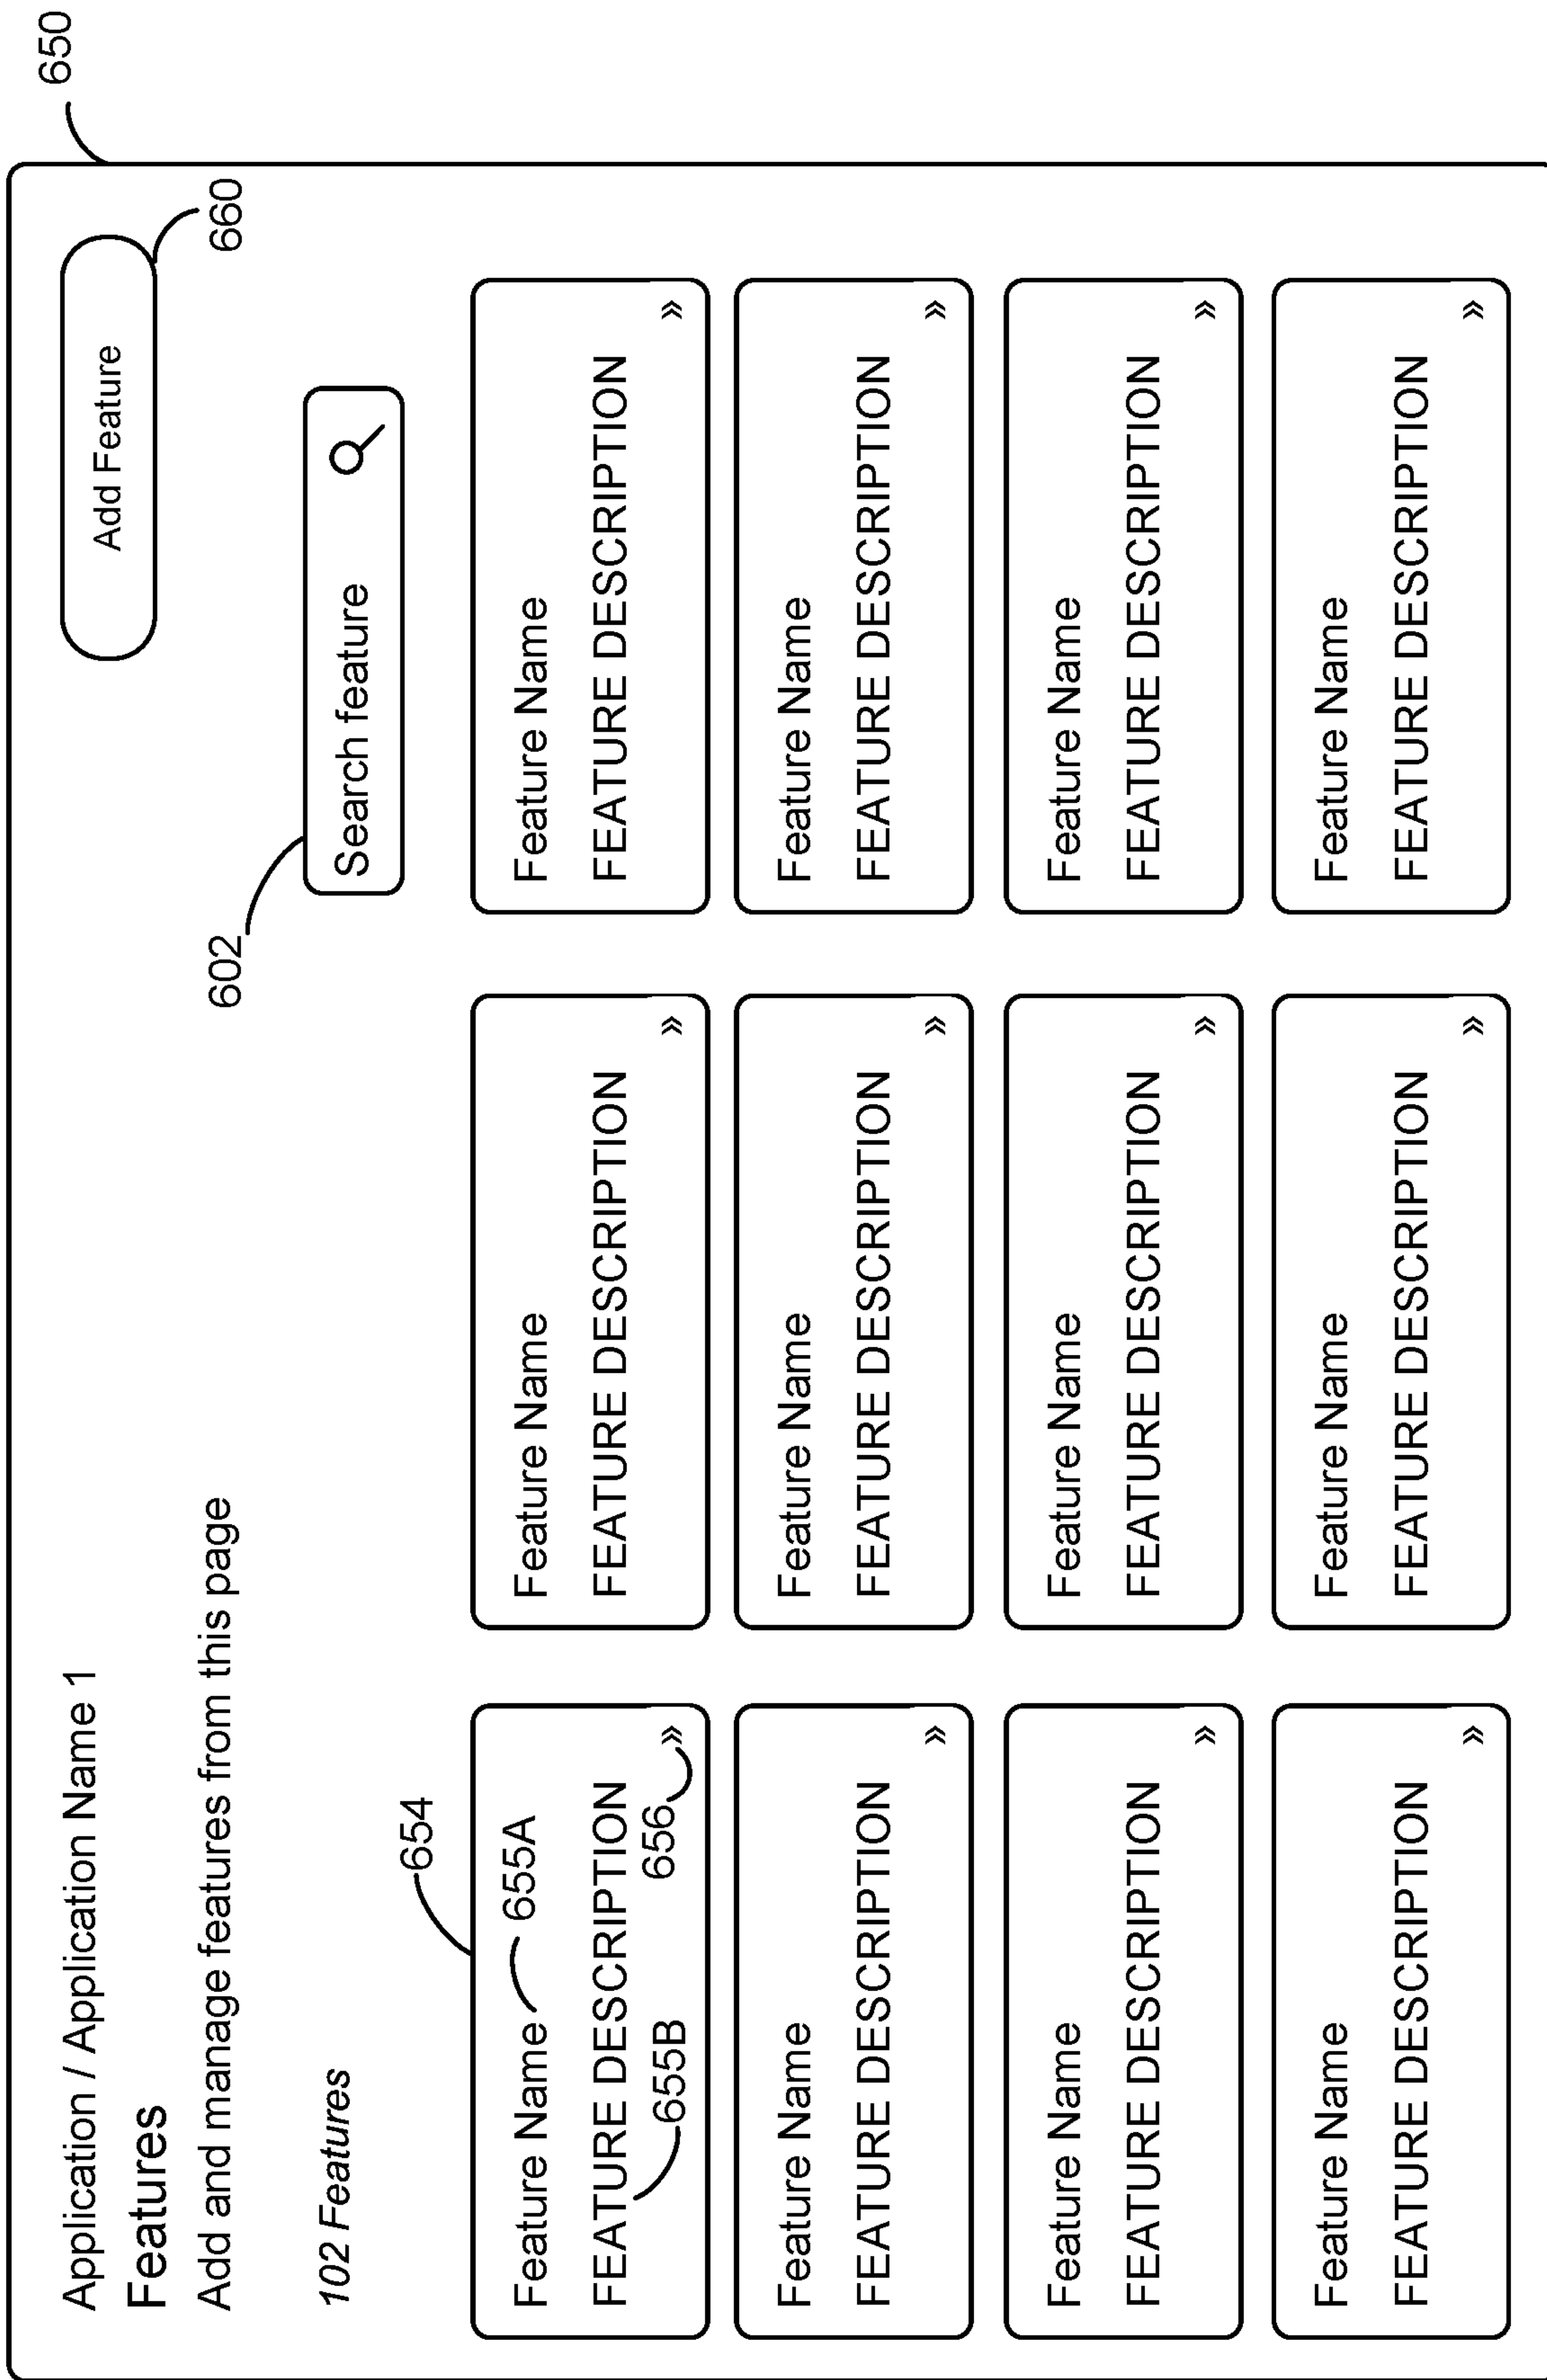 650
Application / Application Name 1
Add Feature
Features
660
Add and manage features from this page
602
102 Features
Search feature
654
Feature Name
655A
Feature Name
Feature Name
FEATURE DESCRIPTION
FEATURE DESCRIPTION
FEATURE DESCRIPTION
655B
656
»
»
»
Feature Name
Feature Name
Feature Name
FEATURE DESCRIPTION
FEATURE DESCRIPTION
FEATURE DESCRIPTION
»
»
»
Feature Name
Feature Name
Feature Name
FEATURE DESCRIPTION
FEATURE DESCRIPTION
FEATURE DESCRIPTION
»
»
»
Feature Name
Feature Name
Feature Name
FEATURE DESCRIPTION
FEATURE DESCRIPTION
FEATURE DESCRIPTION
»
»
»